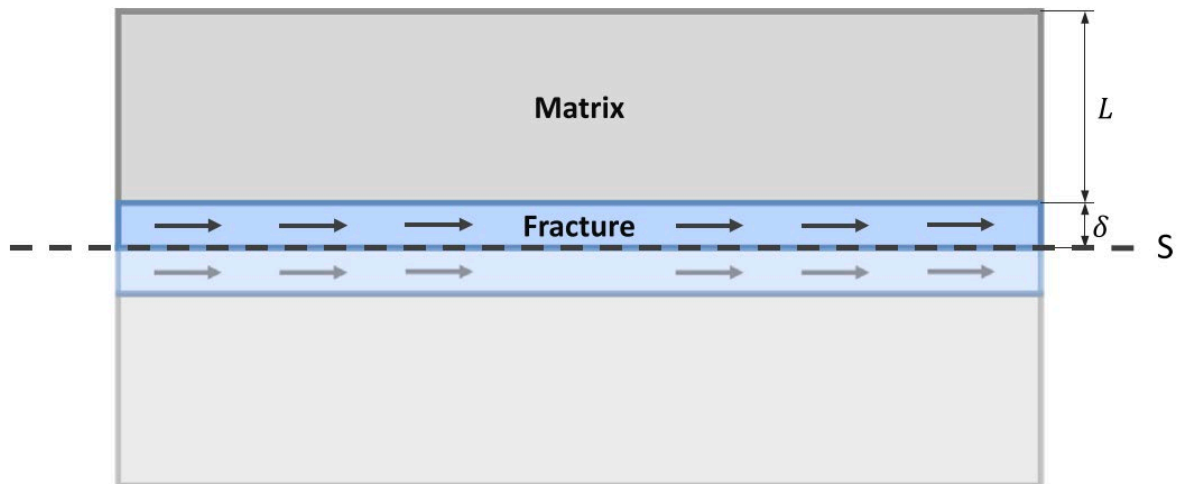 Matrix
L
Fracture
δ
S